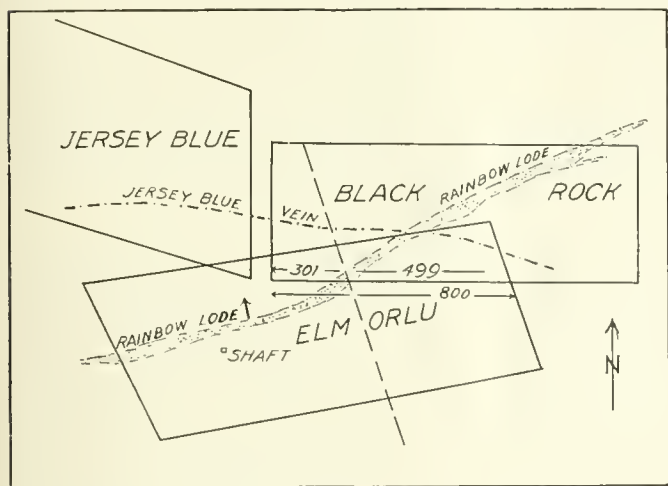 JERSEY BLUE
JERSEY BLUE VEIN
BLACK ROCK
RAINBOW LODE
301 499
800
RAINBOW LODE
ELM ORLU
SHAFT
N